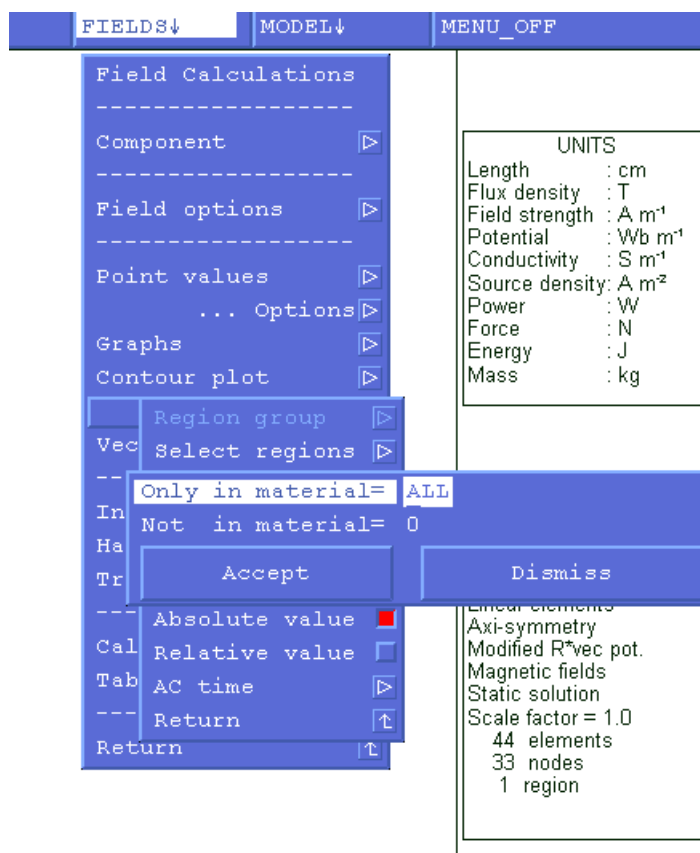 FIELDS↓ MODEL↓ MENU_OFF
Field Calculations
-------------------
Component
-------------------
Field options
-------------------
Point values
... Options
Graphs
Contour plot
Region group
Vec
Select regions
--
Only in material= ALL
In
Not in material= 0
Ha
Accept Dismiss
Tr
---
Absolute value
Cal
Relative value
Tab
AC time
---
Return
Return
UNITS
Length : cm
Flux density : T
Field strength : A m⁻¹
Potential : Wb m⁻¹
Conductivity : S m⁻¹
Source density: A m⁻²
Power : W
Force : N
Energy : J
Mass : kg
Linear elements
Axi-symmetry
Modified R*vec pot.
Magnetic fields
Static solution
Scale factor = 1.0
44 elements
33 nodes
1 region